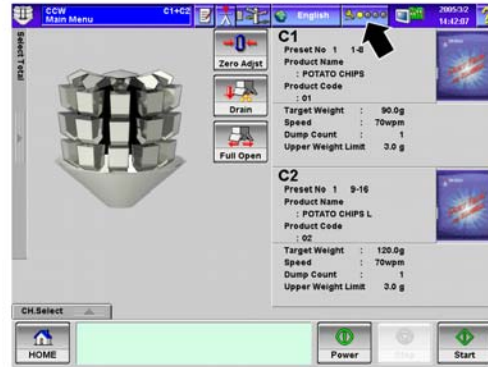 CCW C1+C2
Main Menu
English
2005/3/2
14:42:07
Select Total
Zero Adjst
Drain
Full Open
C1
Preset No 1 1-8
Product Name
: POTATO CHIPS
Product Code
: 01
Target Weight : 90.0g
Speed : 70wpm
Dump Count : 1
Upper Weight Limit 3.0 g
C2
Preset No 1 9-16
Product Name
: POTATO CHIPS L
Product Code
: 02
Target Weight : 120.0g
Speed : 70wpm
Dump Count : 1
Upper Weight Limit 3.0 g
CH.Select
HOME
Power
Stop
Start